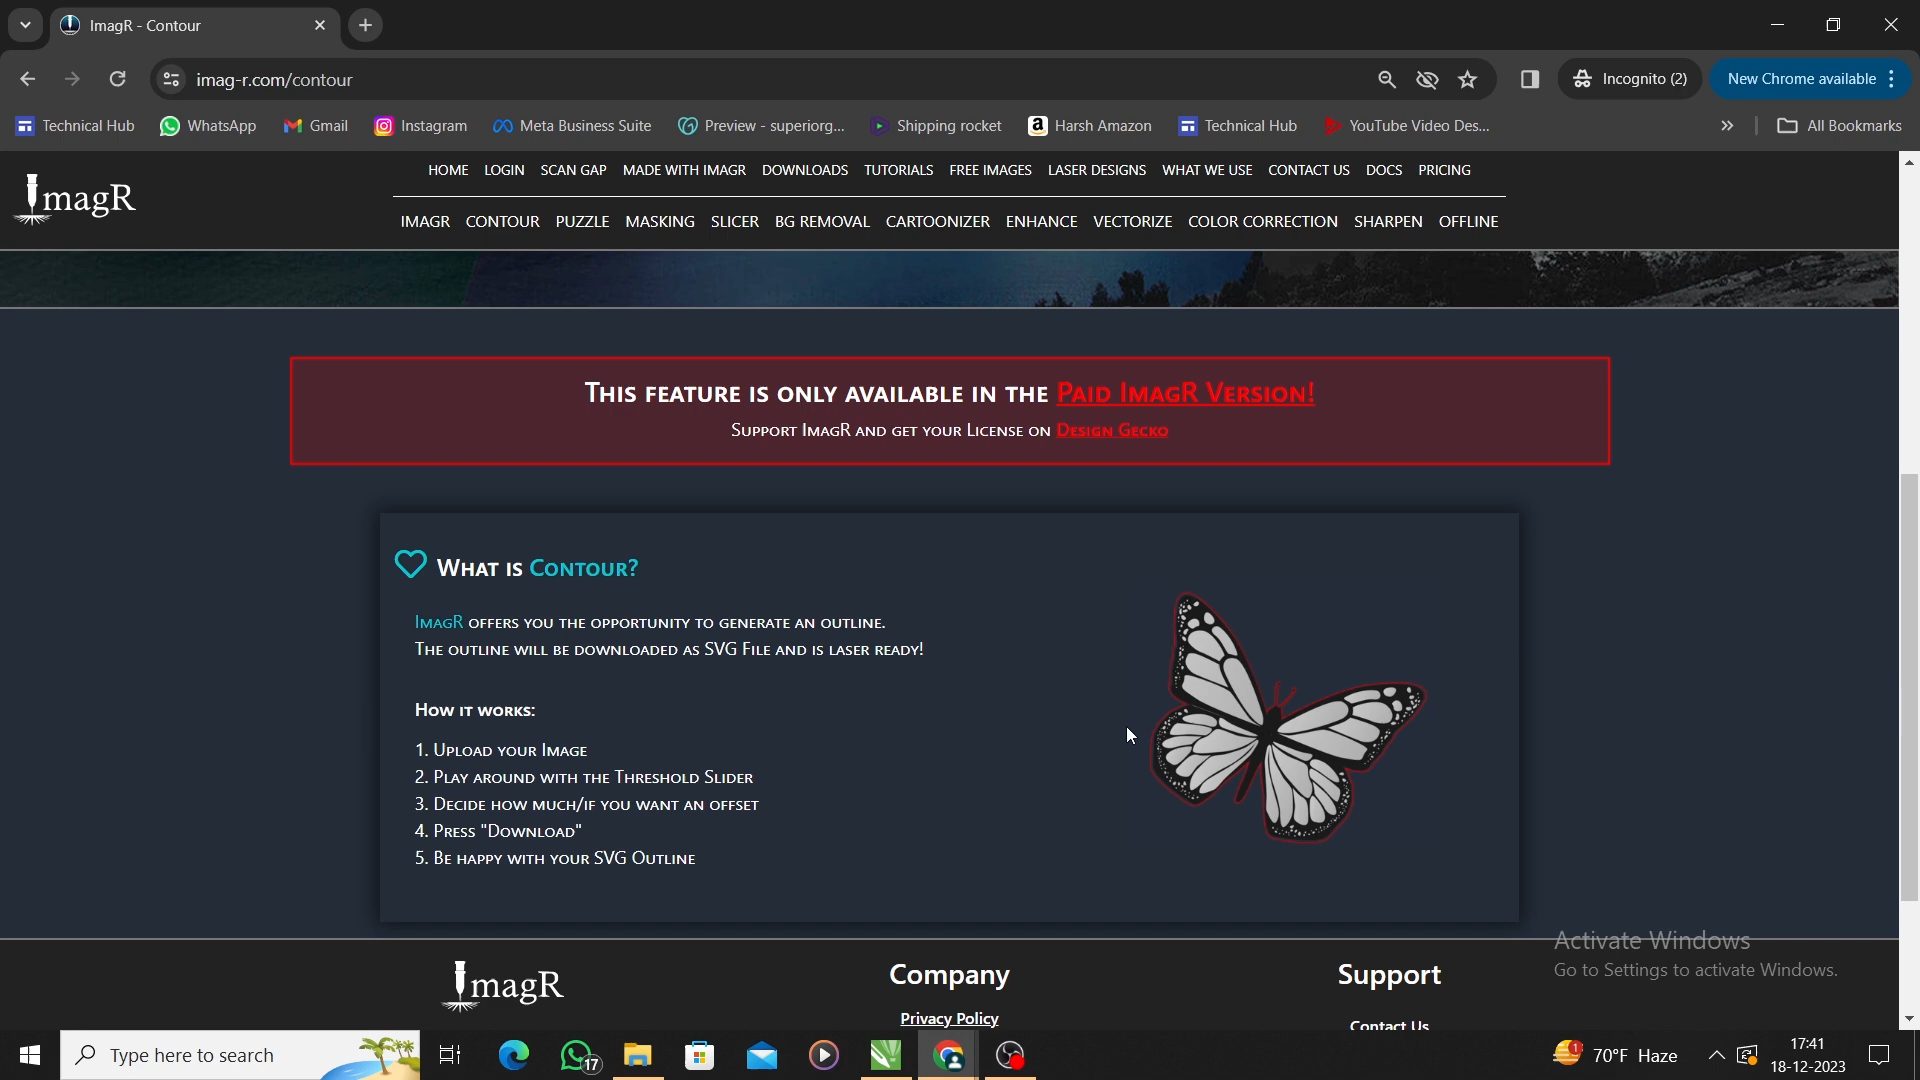 ImagR - Contour
imag-r.com/contour
Incognito (2)
New Chrome available
Technical Hub
WhatsApp
Gmail
Instagram
Meta Business Suite
Preview - superiorg...
Shipping rocket
Harsh Amazon
Technical Hub
YouTube Video Des...
All Bookmarks
ImagR
HOME LOGIN SCAN GAP MADE WITH IMAGR DOWNLOADS TUTORIALS FREE IMAGES LASER DESIGNS WHAT WE USE CONTACT US DOCS PRICING
IMAGR CONTOUR PUZZLE MASKING SLICER BG REMOVAL CARTOONIZER ENHANCE VECTORIZE COLOR CORRECTION SHARPEN OFFLINE
This feature is only available in the Paid ImagR Version!
Support ImagR and get your License on Design Gecko
What is Contour?
ImagR offers you the opportunity to generate an outline.
The outline will be downloaded as SVG File and is laser ready!
How it works:
1. Upload your Image
2. Play around with the Threshold Slider
3. Decide how much/if you want an offset
4. Press "Download"
5. Be happy with your SVG Outline
Activate Windows
Go to Settings to activate Windows.
ImagR
Company
Support
Privacy Policy
Contact Us
Type here to search
17
1
70°F Haze
17:41
18-12-2023